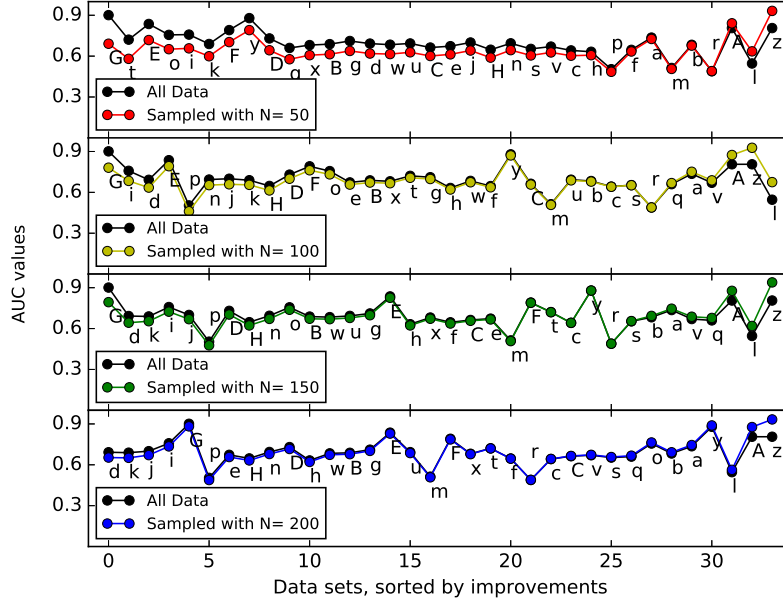 0.9
0.6
0.3
G t E o i k F y D q x B g d w u C e j H n s v c h p f a m b r A l z
All Data
Sampled with N= 50
0.9
0.6
0.3
G i d E p n j k H D F o e B x t g h w f y C m u b c s r q a v A z l
All Data
Sampled with N= 100
0.9
0.6
0.3
G d k i j p D H n o B w u g E h x f C e m F t c y r s b a v q A l z
All Data
Sampled with N= 150
0.9
0.6
0.3
d k j i G p e H n D h w B g E u m F x t f r c C v s q o b a y l A z
All Data
Sampled with N= 200
0 5 10 15 20 25 30
Data sets, sorted by improvements
AUC values